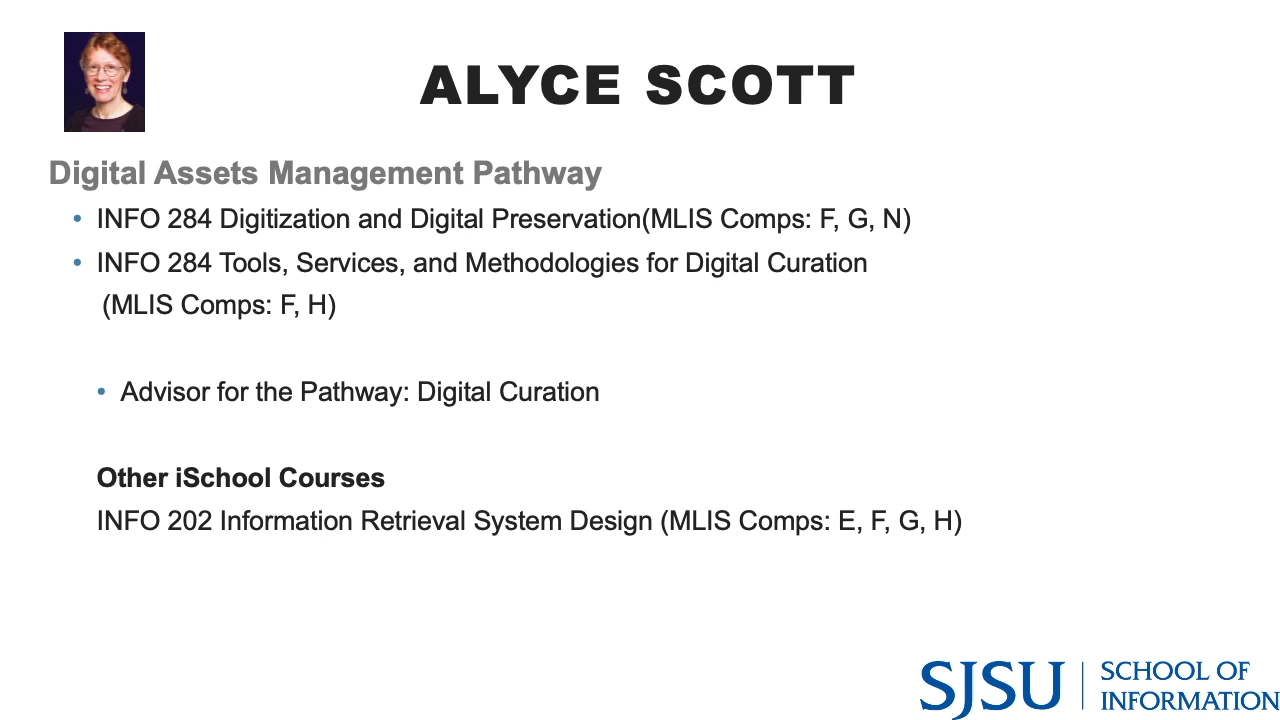 ALYCE SCOTT
Digital Assets Management Pathway
• INFO 284 Digitization and Digital Preservation(MLIS Comps: F, G, N)
• INFO 284 Tools, Services, and Methodologies for Digital Curation
(MLIS Comps: F, H)
• Advisor for the Pathway: Digital Curation
Other iSchool Courses
INFO 202 Information Retrieval System Design (MLIS Comps: E, F, G, H)
SJSU | SCHOOL OF
INFORMATION